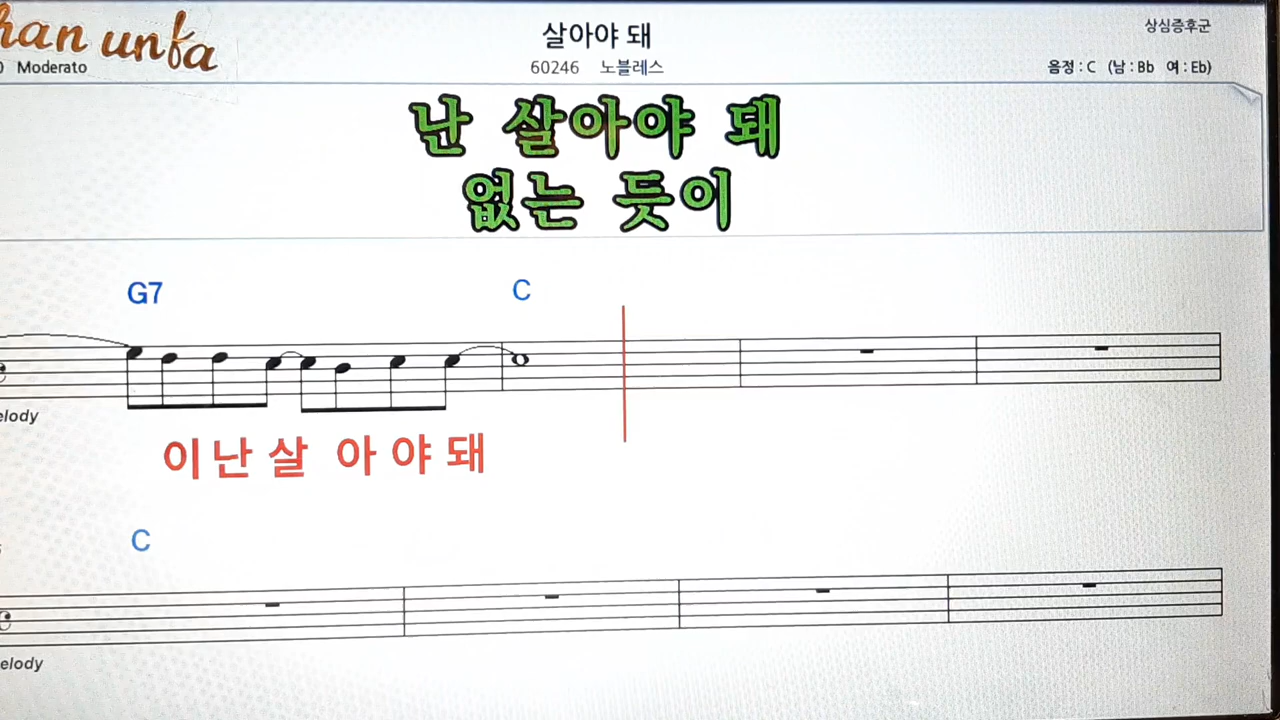 han unfa
살아야 돼
상심증후군
0 Moderato
60246 노블레스
음정 : C (남 : Bb 여 : Eb)
난 살아야 돼
없는 듯이
G7 C
elody
이 난 살 아 야 돼
C
elody